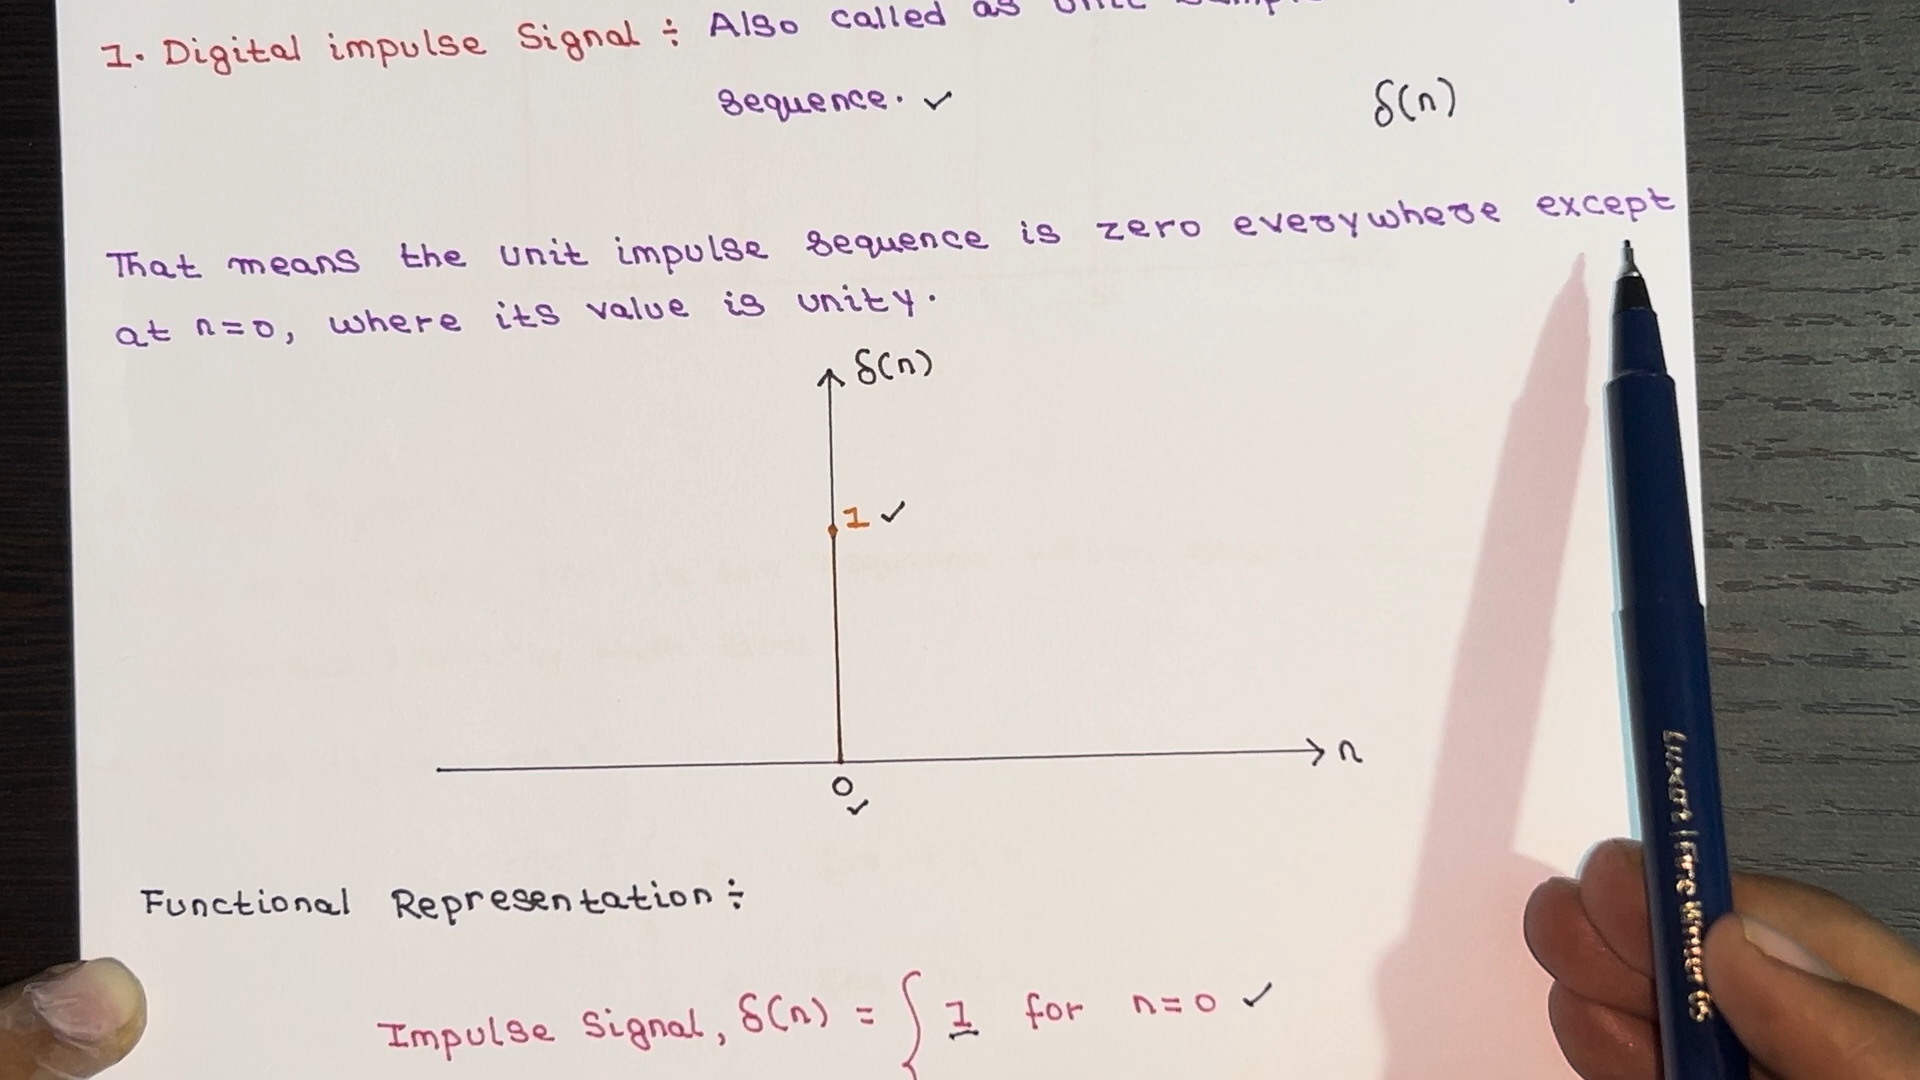 1. Digital impulse Signal ÷ Also called as unit
sequence. ✓ δ(n)
That means the unit impulse sequence is zero everywhere except
at n=0, where its value is unity.
δ(n)
1 ✓
n
0 ✓
Functional Representation ÷
Impulse Signal, δ(n) = { 1 for n=0 ✓
Luxor | Fine Writer 05